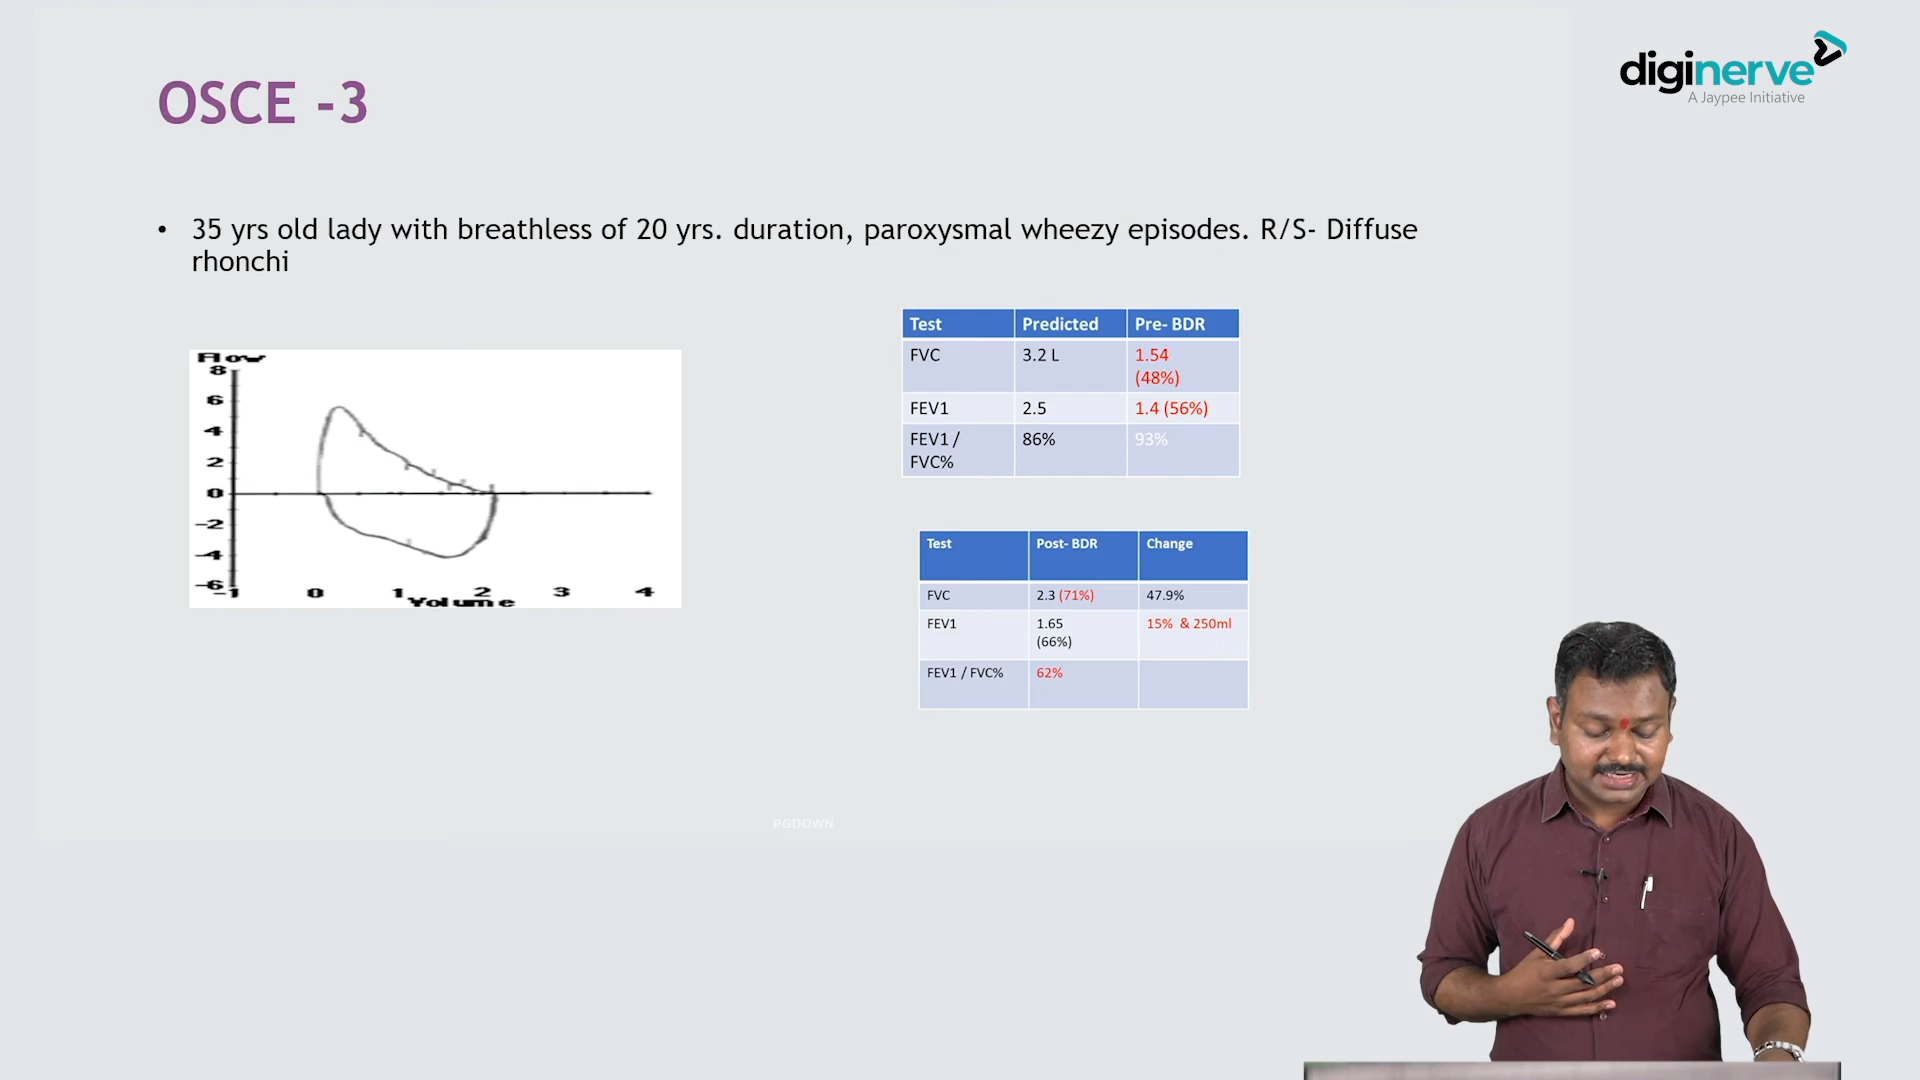 diginerve
A Jaypee Initiative
OSCE -3
• 35 yrs old lady with breathless of 20 yrs. duration, paroxysmal wheezy episodes. R/S- Diffuse
rhonchi
Flow
8
6
4
2
0
-2
-4
-6
-1 0 1 2 3 4
Volume
Test Predicted Pre- BDR
FVC 3.2 L 1.54
(48%)
FEV1 2.5 1.4 (56%)
FEV1 / 86% 93%
FVC%
Test Post- BDR Change
FVC 2.3 (71%) 47.9%
FEV1 1.65 15% & 250ml
(66%)
FEV1 / FVC% 62%
PGDOWN